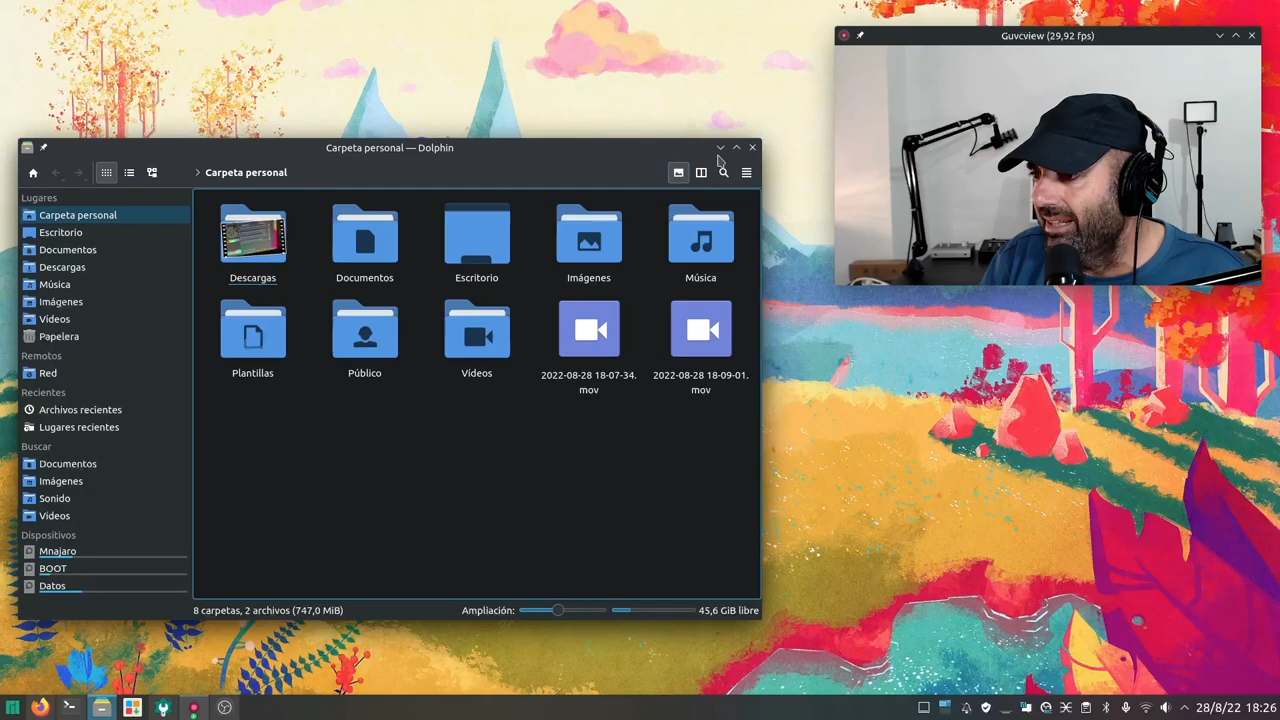 Guvcview (29,92 fps)
Carpeta personal — Dolphin
Carpeta personal
Lugares
Carpeta personal
Escritorio
Documentos
Descargas
Música
Imágenes
Vídeos
Papelera
Remotos
Red
Recientes
Archivos recientes
Lugares recientes
Buscar
Documentos
Imágenes
Sonido
Vídeos
Dispositivos
Mnajaro
BOOT
Datos
Descargas
Documentos
Escritorio
Imágenes
Música
Plantillas
Público
Vídeos
2022-08-28 18-07-34.
mov
2022-08-28 18-09-01.
mov
8 carpetas, 2 archivos (747,0 MiB)
Ampliación:
45,6 GiB libre
28/8/22 18:26